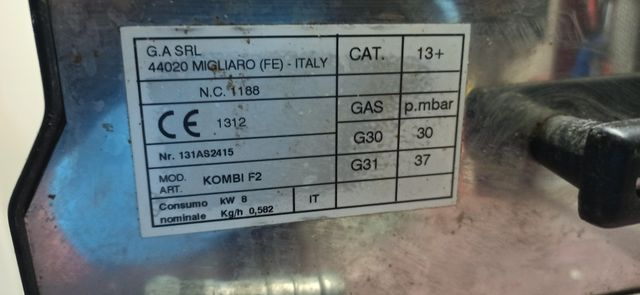 G.A SRL
44020 MIGLIARO (FE) - ITALY
N.C. 1188
CE 1312
Nr. 131AS2415
MOD.
ART. KOMBI F2
Consumo kW 8
nominale Kg/h 0,582
IT
CAT. 13+
GAS p.mbar
G30 30
G31 37